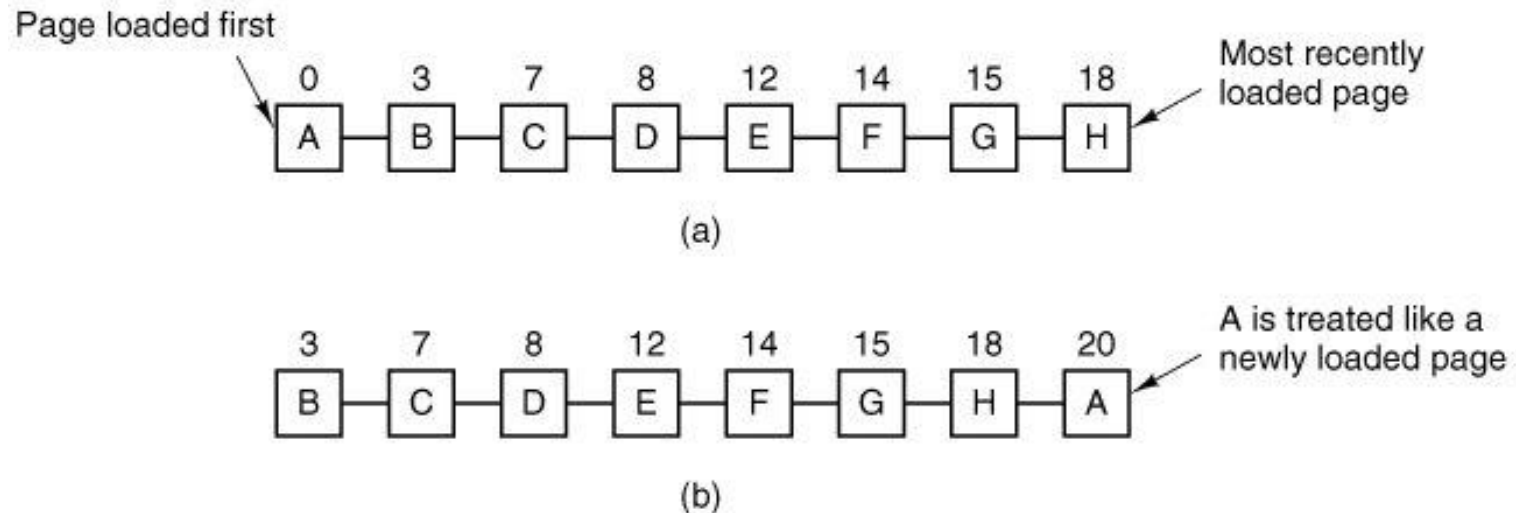 Page loaded first
Most recently
loaded page
0 3 7 8 12 14 15 18
A B C D E F G H
(a)
A is treated like a
newly loaded page
3 7 8 12 14 15 18 20
B C D E F G H A
(b)